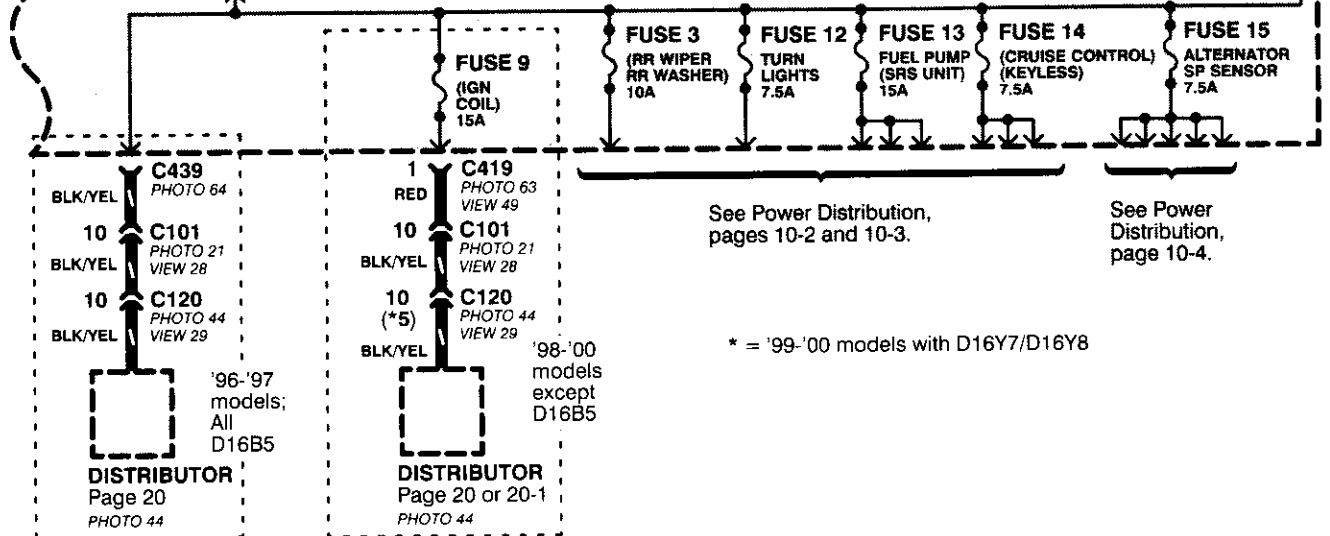 FUSE 9
(IGN
COIL)
15A
FUSE 3
(RR WIPER
RR WASHER)
10A
FUSE 12
TURN
LIGHTS
7.5A
FUSE 13
FUEL PUMP
(SRS UNIT)
15A
FUSE 14
(CRUISE CONTROL)
(KEYLESS)
7.5A
FUSE 15
ALTERNATOR
SP SENSOR
7.5A
C439
PHOTO 64
BLK/YEL
10 C101
PHOTO 21
VIEW 28
BLK/YEL
10 C120
PHOTO 44
VIEW 29
BLK/YEL
'96-'97
models;
All
D16B5
DISTRIBUTOR
Page 20
PHOTO 44
1 C419
PHOTO 63
VIEW 49
RED
10 C101
PHOTO 21
VIEW 28
BLK/YEL
10 C120
(*5)
PHOTO 44
VIEW 29
BLK/YEL
'98-'00
models
except
D16B5
DISTRIBUTOR
Page 20 or 20-1
PHOTO 44
See Power Distribution,
pages 10-2 and 10-3.
See Power
Distribution,
page 10-4.
* = '99-'00 models with D16Y7/D16Y8